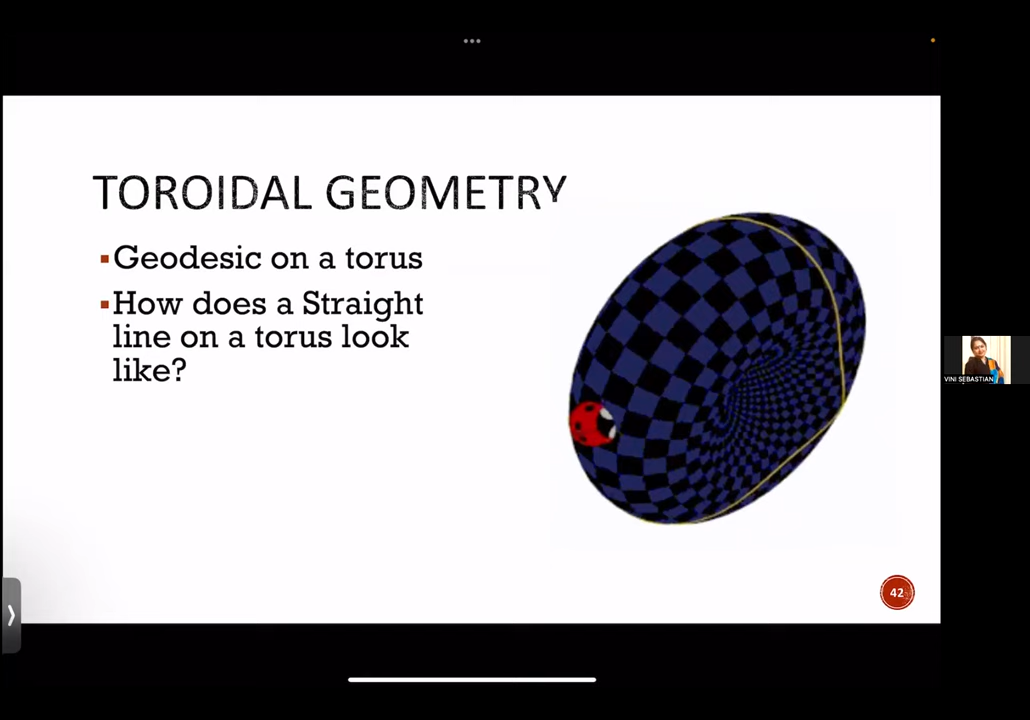 TOROIDAL GEOMETRY
Geodesic on a torus
How does a Straight
line on a torus look
like?
VINI SEBASTIAN
42